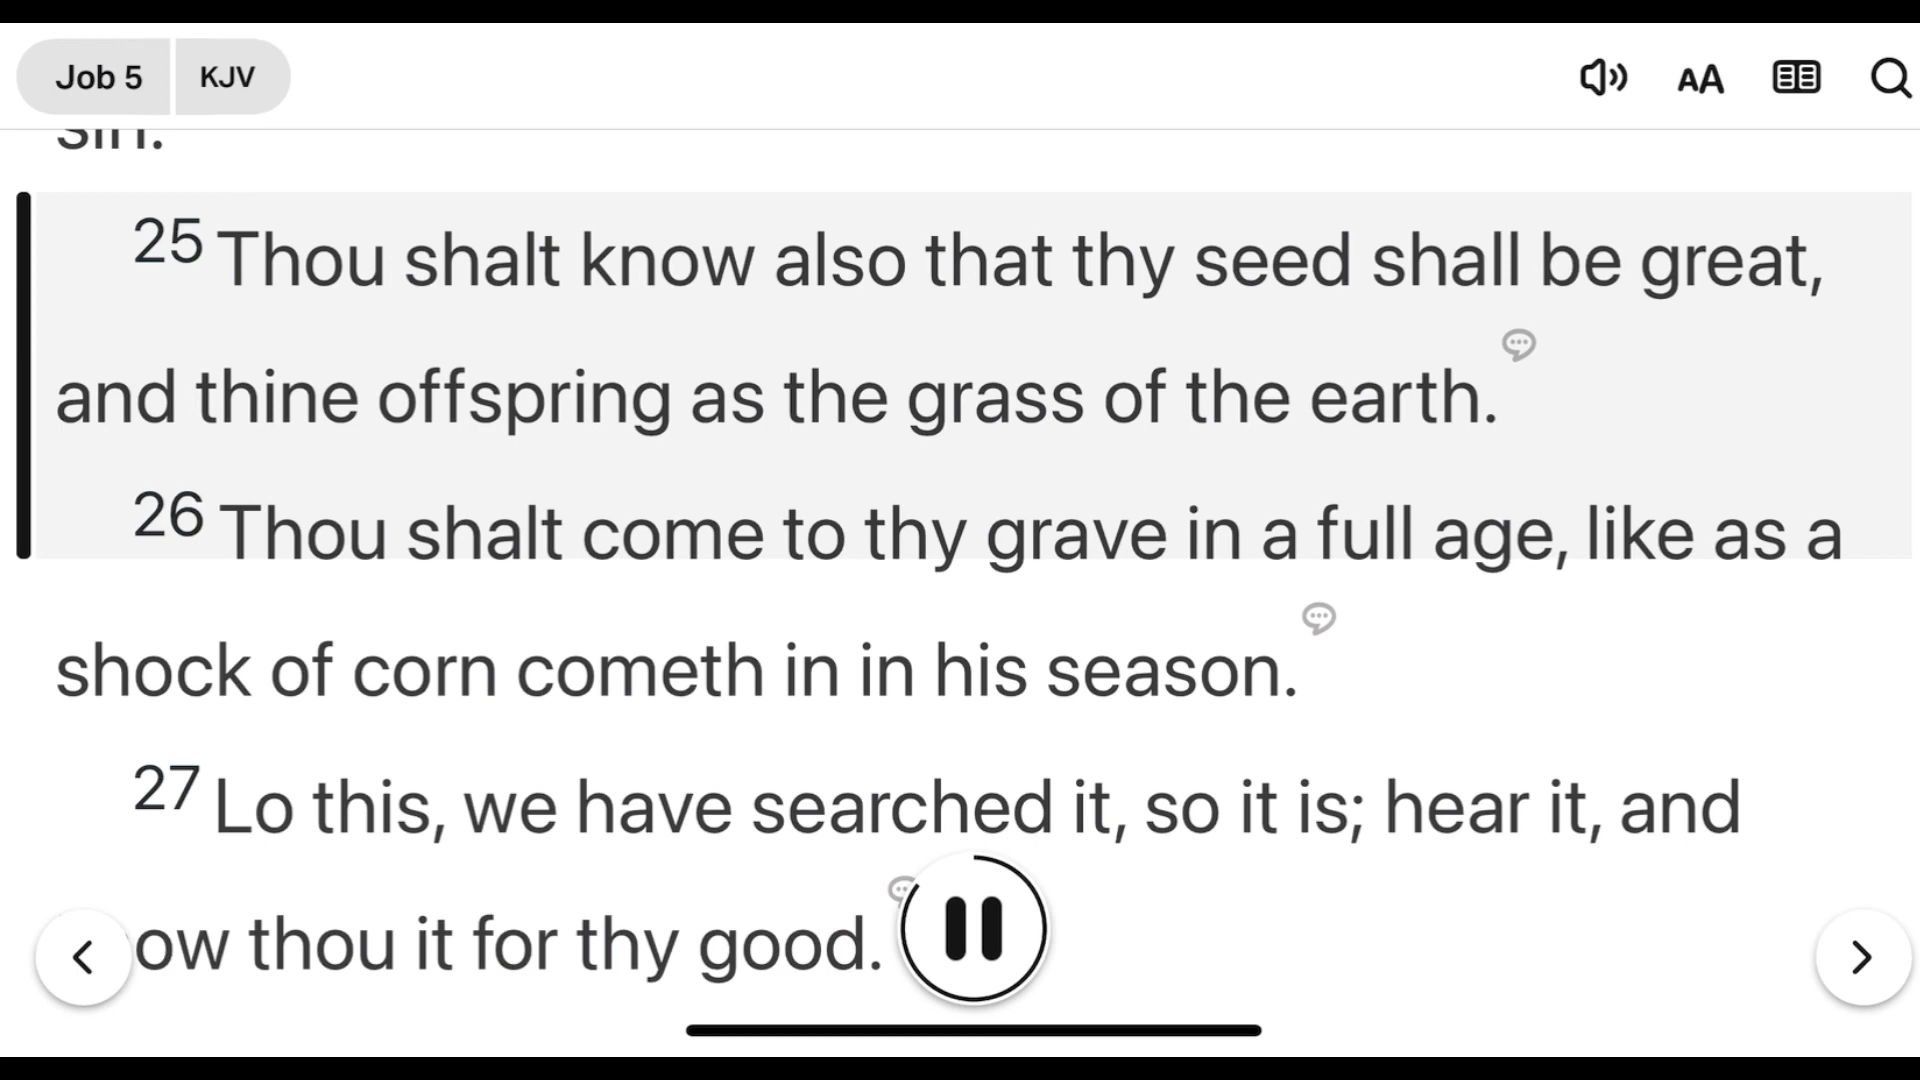 Job 5 KJV AA
sin.
25 Thou shalt know also that thy seed shall be great,
and thine offspring as the grass of the earth.
26 Thou shalt come to thy grave in a full age, like as a
shock of corn cometh in in his season.
27 Lo this, we have searched it, so it is; hear it, and
ow thou it for thy good.